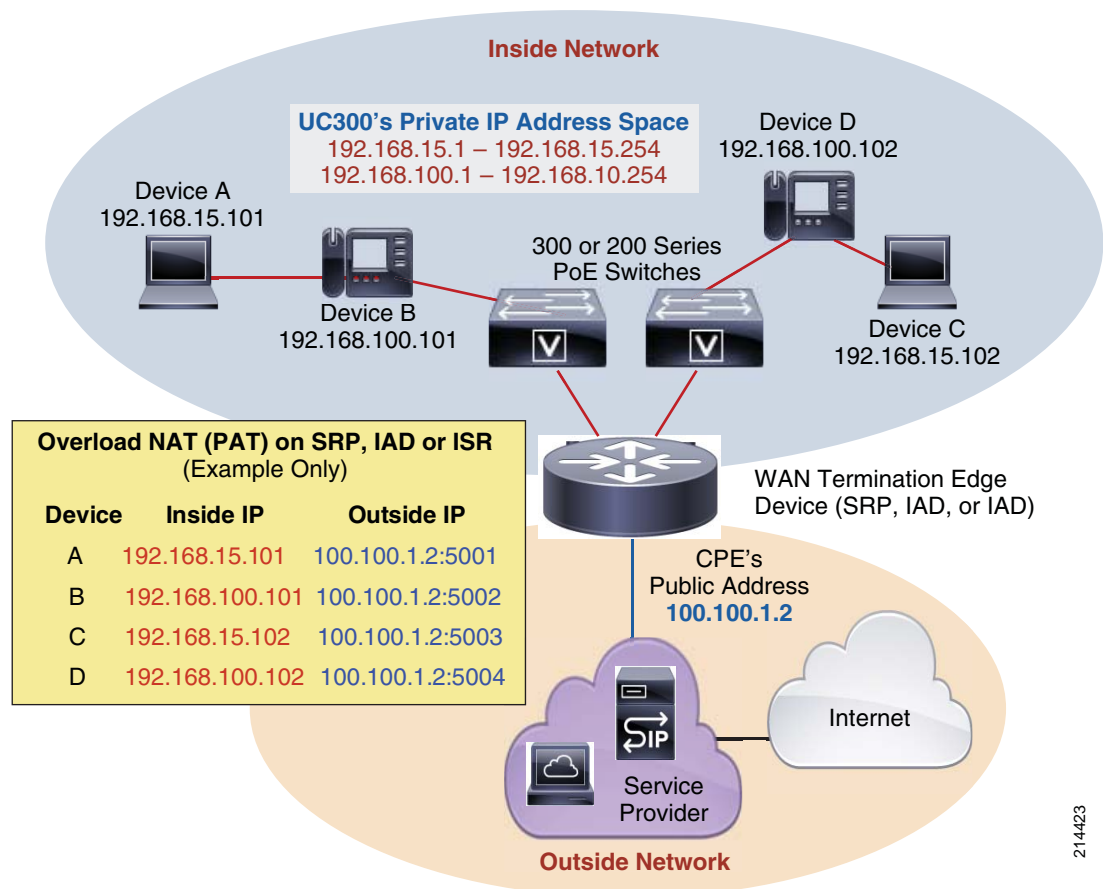 Inside Network
UC300's Private IP Address Space
192.168.15.1 – 192.168.15.254
192.168.100.1 – 192.168.10.254
Device D
192.168.100.102
Device A
192.168.15.101
300 or 200 Series
PoE Switches
Device B
192.168.100.101
V
V
Device C
192.168.15.102
Overload NAT (PAT) on SRP, IAD or ISR
(Example Only)
Device Inside IP Outside IP
A 192.168.15.101 100.100.1.2:5001
B 192.168.100.101 100.100.1.2:5002
C 192.168.15.102 100.100.1.2:5003
D 192.168.100.102 100.100.1.2:5004
WAN Termination Edge
Device (SRP, IAD, or IAD)
CPE's
Public Address
100.100.1.2
SIP
Service
Provider
Internet
Outside Network
214423